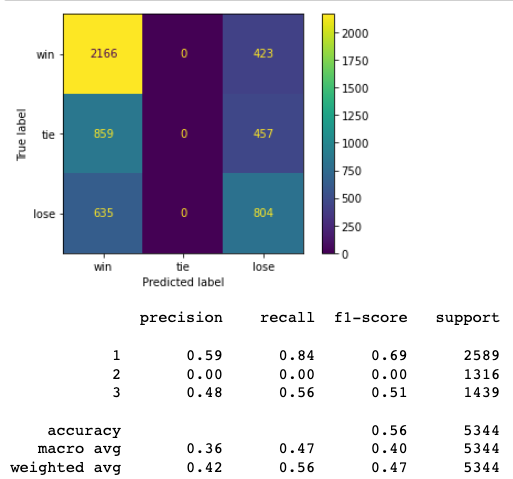 win 2166 0 423
tie 859 0 457
lose 635 0 804
win tie lose
True label
Predicted label
2000
1750
1500
1250
1000
750
500
250
0
precision recall f1-score support
1 0.59 0.84 0.69 2589
2 0.00 0.00 0.00 1316
3 0.48 0.56 0.51 1439
accuracy 0.56 5344
macro avg 0.36 0.47 0.40 5344
weighted avg 0.42 0.56 0.47 5344